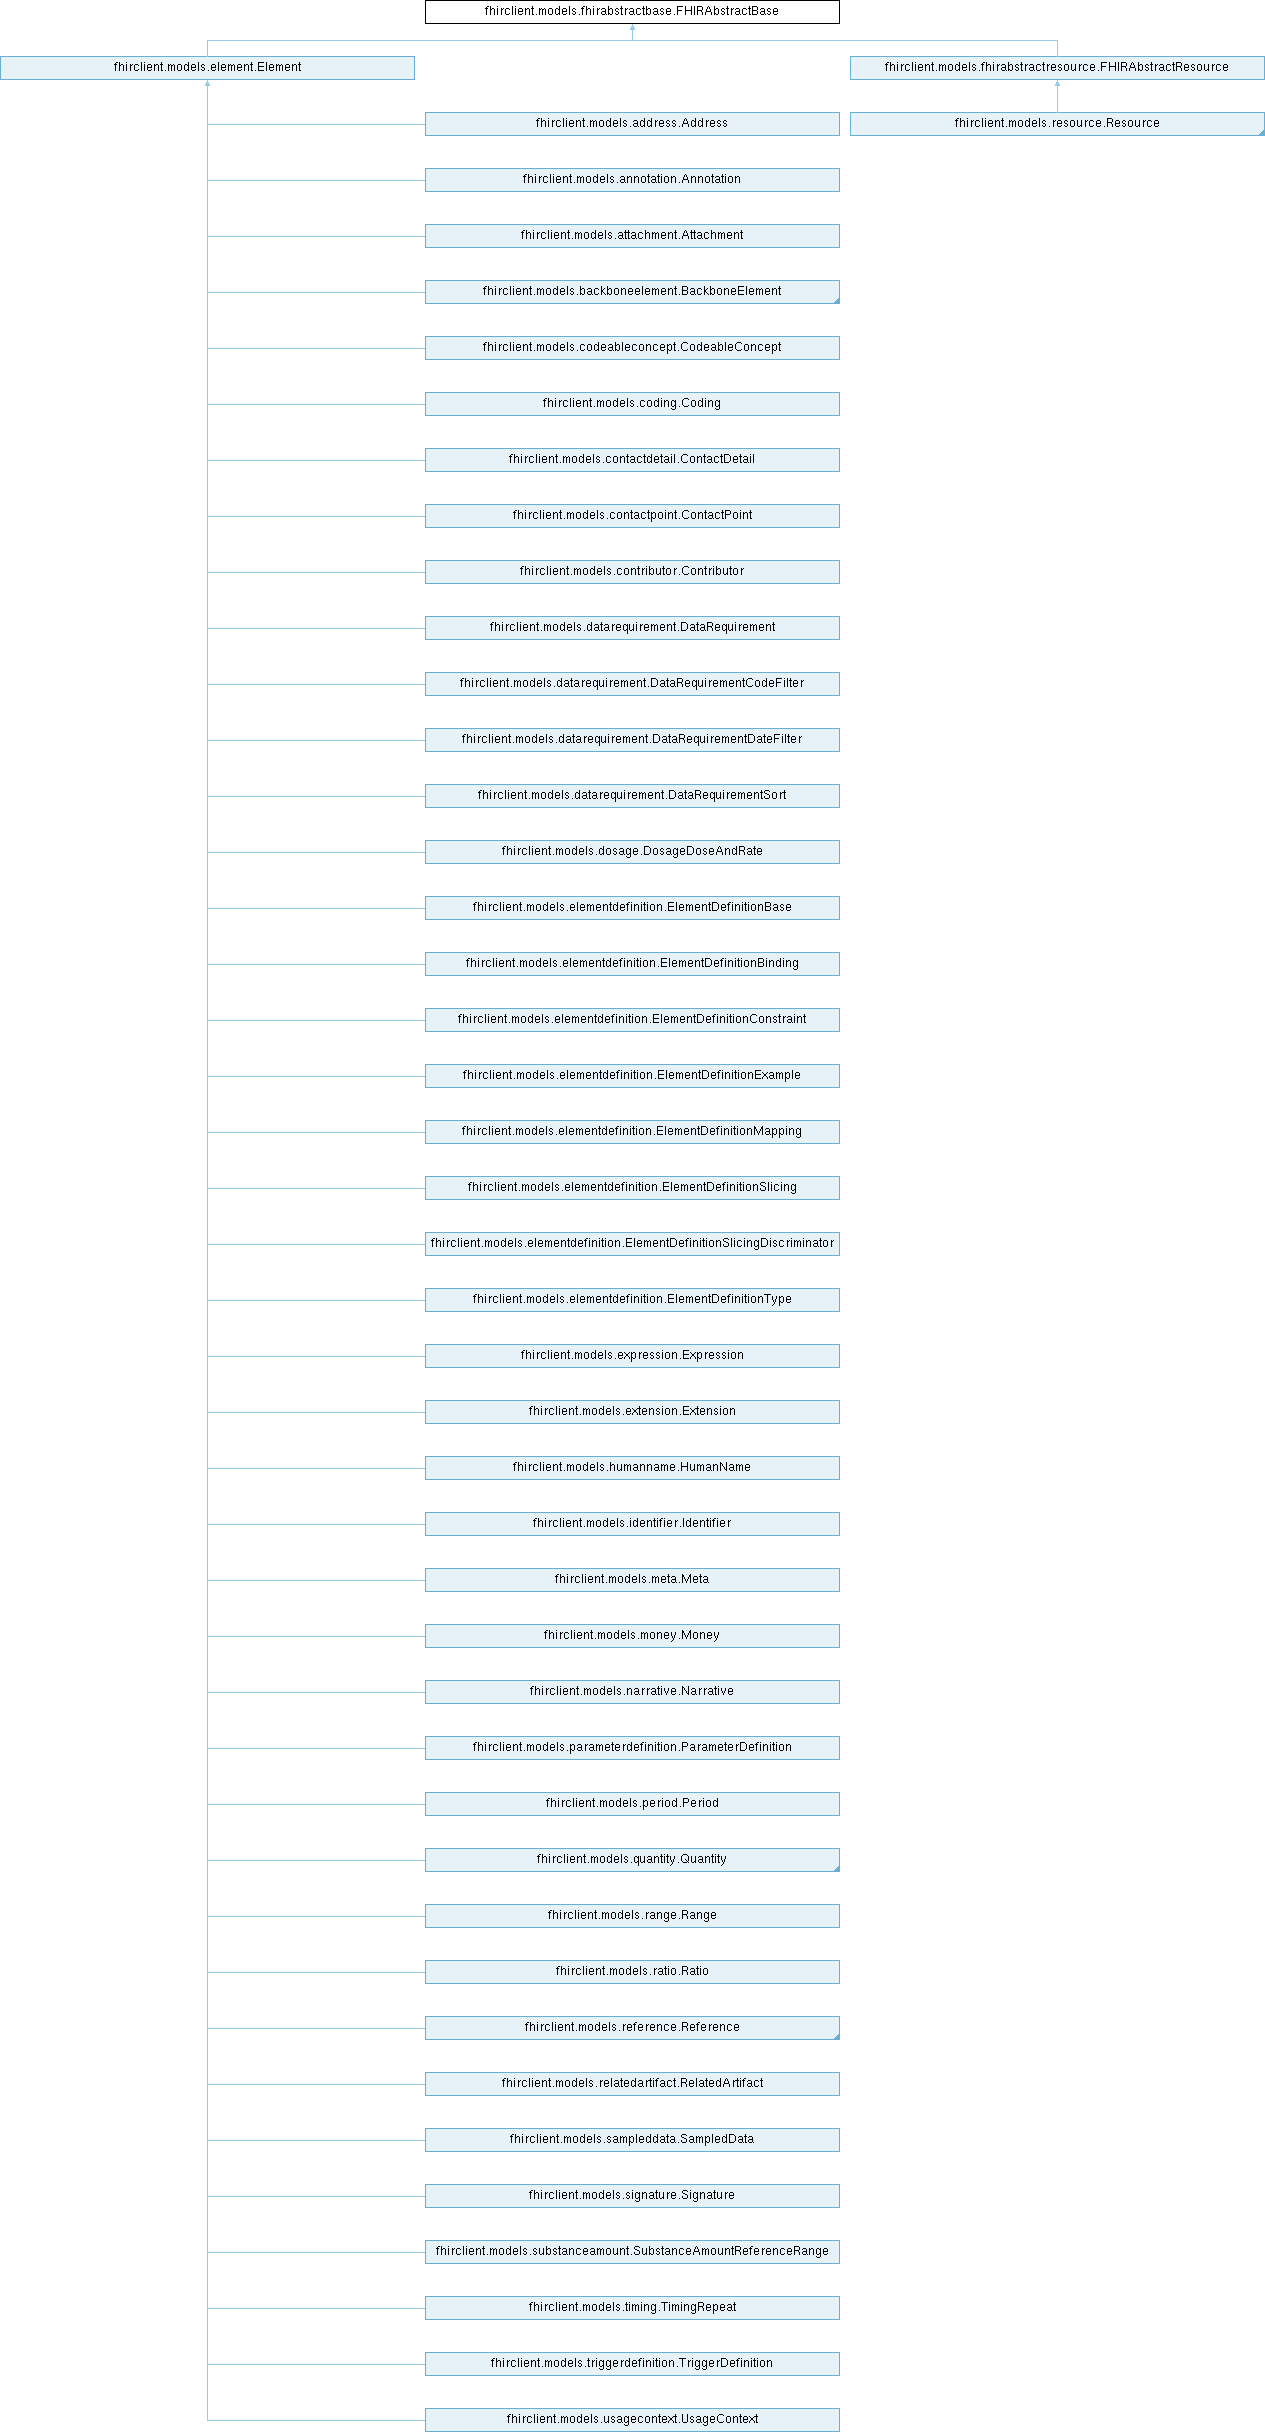 fhirclient.models.fhirabstractbase.FHIRAbstractBase
fhirclient.models.element.Element
fhirclient.models.fhirabstractresource.FHIRAbstractResource
fhirclient.models.address.Address
fhirclient.models.resource.Resource
fhirclient.models.annotation.Annotation
fhirclient.models.attachment.Attachment
fhirclient.models.backboneelement.BackboneElement
fhirclient.models.codeableconcept.CodeableConcept
fhirclient.models.coding.Coding
fhirclient.models.contactdetail.ContactDetail
fhirclient.models.contactpoint.ContactPoint
fhirclient.models.contributor.Contributor
fhirclient.models.datarequirement.DataRequirement
fhirclient.models.datarequirement.DataRequirementCodeFilter
fhirclient.models.datarequirement.DataRequirementDateFilter
fhirclient.models.datarequirement.DataRequirementSort
fhirclient.models.dosage.DosageDoseAndRate
fhirclient.models.elementdefinition.ElementDefinitionBase
fhirclient.models.elementdefinition.ElementDefinitionBinding
fhirclient.models.elementdefinition.ElementDefinitionConstraint
fhirclient.models.elementdefinition.ElementDefinitionExample
fhirclient.models.elementdefinition.ElementDefinitionMapping
fhirclient.models.elementdefinition.ElementDefinitionSlicing
fhirclient.models.elementdefinition.ElementDefinitionSlicingDiscriminator
fhirclient.models.elementdefinition.ElementDefinitionType
fhirclient.models.expression.Expression
fhirclient.models.extension.Extension
fhirclient.models.humanname.HumanName
fhirclient.models.identifier.Identifier
fhirclient.models.meta.Meta
fhirclient.models.money.Money
fhirclient.models.narrative.Narrative
fhirclient.models.parameterdefinition.ParameterDefinition
fhirclient.models.period.Period
fhirclient.models.quantity.Quantity
fhirclient.models.range.Range
fhirclient.models.ratio.Ratio
fhirclient.models.reference.Reference
fhirclient.models.relatedartifact.RelatedArtifact
fhirclient.models.sampleddata.SampledData
fhirclient.models.signature.Signature
fhirclient.models.substanceamount.SubstanceAmountReferenceRange
fhirclient.models.timing.TimingRepeat
fhirclient.models.triggerdefinition.TriggerDefinition
fhirclient.models.usagecontext.UsageContext